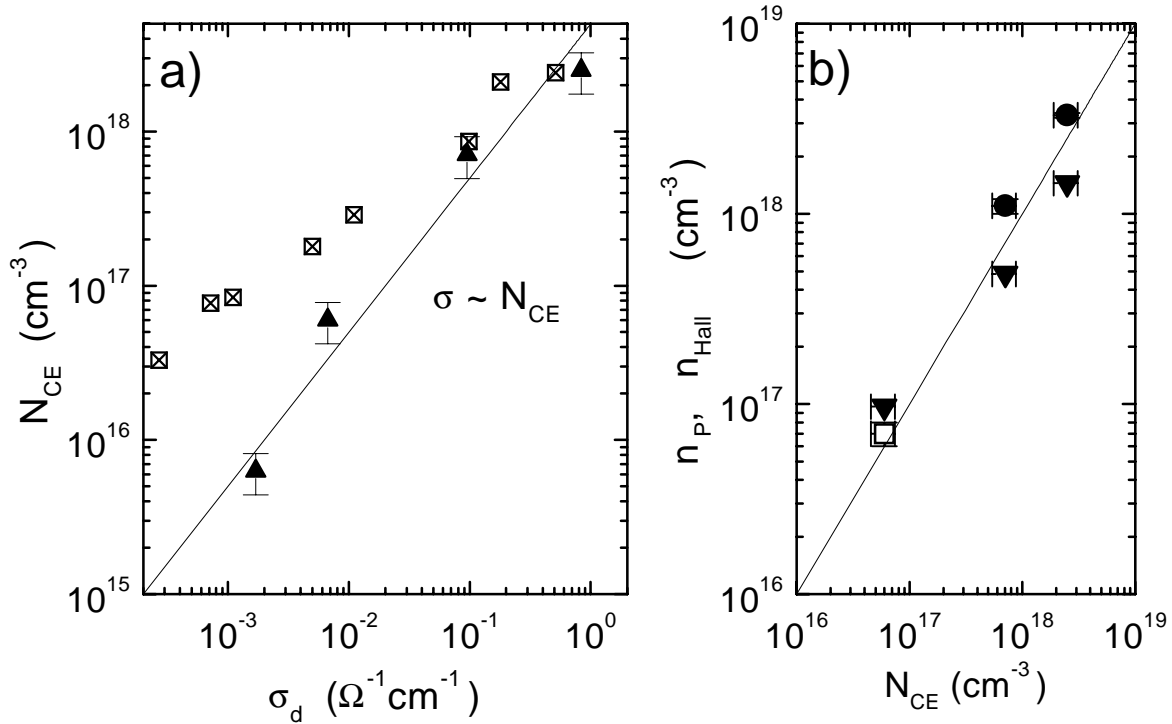 a)
N_CE (cm^-3)
10^18
10^17
10^16
10^15
σ ~ N_CE
10^-3 10^-2 10^-1 10^0
σ_d (Ω^-1cm^-1)
b)
n_P, n_Hall (cm^-3)
10^19
10^18
10^17
10^16
10^16 10^17 10^18 10^19
N_CE (cm^-3)